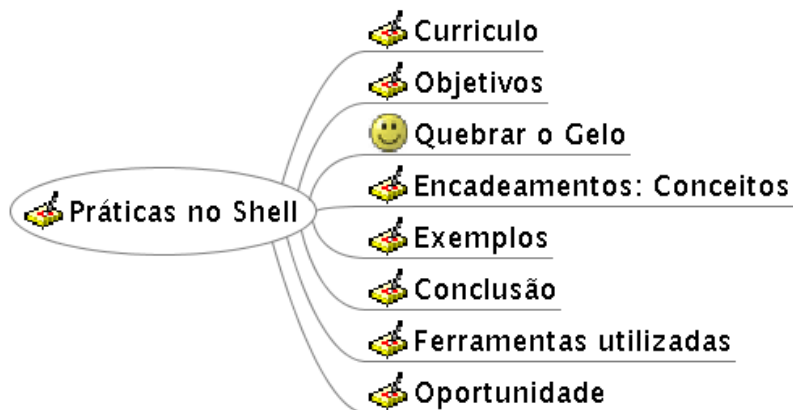 Curriculo
Objetivos
Quebrar o Gelo
Encadeamentos: Conceitos
Práticas no Shell
Exemplos
Conclusão
Ferramentas utilizadas
Oportunidade